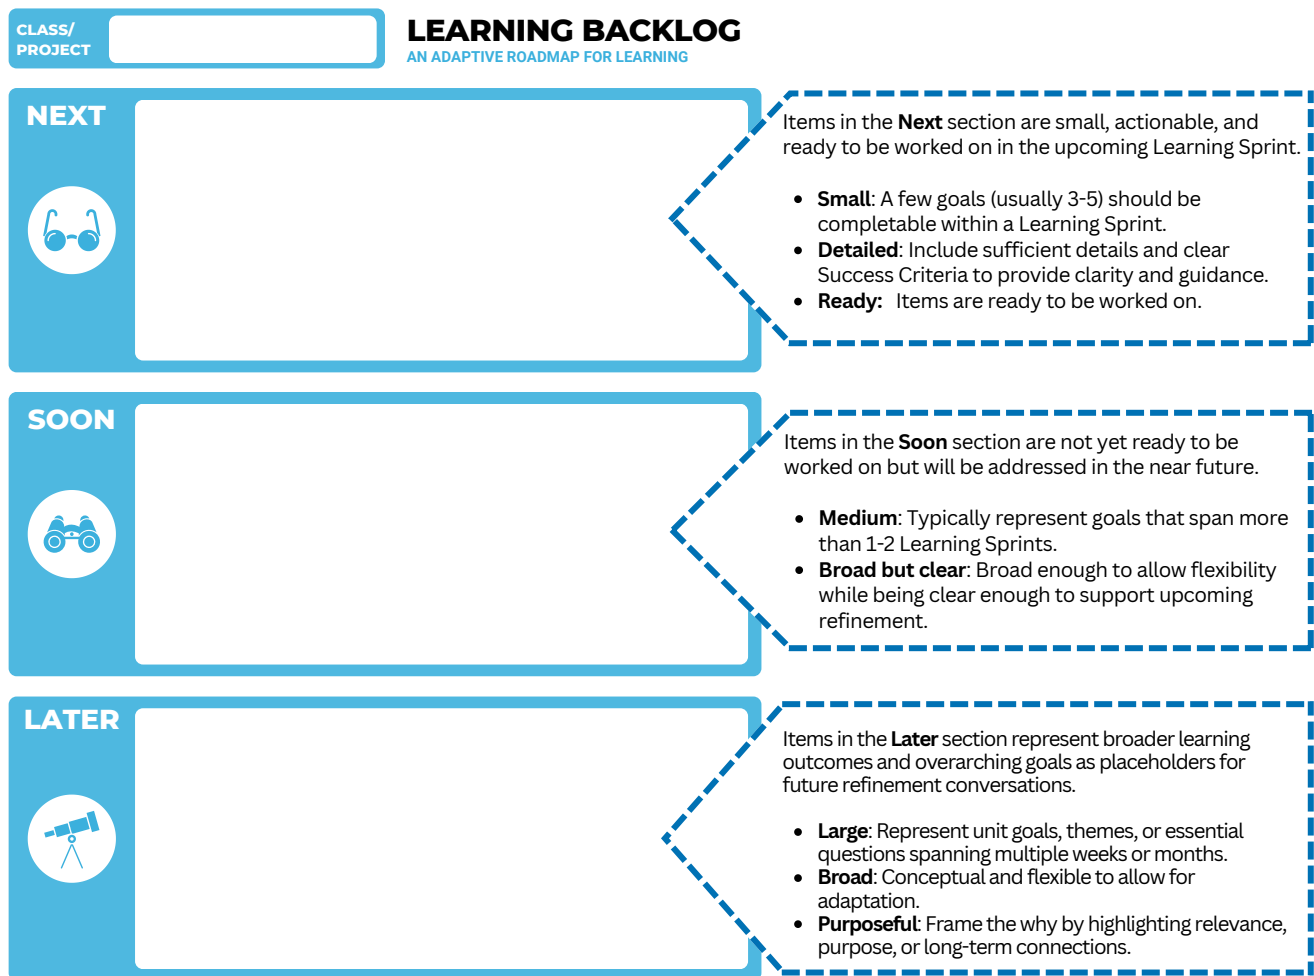 CLASS/
PROJECT
LEARNING BACKLOG
AN ADAPTIVE ROADMAP FOR LEARNING
NEXT
Items in the Next section are small, actionable, and
ready to be worked on in the upcoming Learning Sprint.
• Small: A few goals (usually 3-5) should be
completable within a Learning Sprint.
• Detailed: Include sufficient details and clear
Success Criteria to provide clarity and guidance.
• Ready: Items are ready to be worked on.
SOON
Items in the Soon section are not yet ready to be
worked on but will be addressed in the near future.
• Medium: Typically represent goals that span more
than 1-2 Learning Sprints.
• Broad but clear: Broad enough to allow flexibility
while being clear enough to support upcoming
refinement.
LATER
Items in the Later section represent broader learning
outcomes and overarching goals as placeholders for
future refinement conversations.
• Large: Represent unit goals, themes, or essential
questions spanning multiple weeks or months.
• Broad: Conceptual and flexible to allow for
adaptation.
• Purposeful: Frame the why by highlighting relevance,
purpose, or long-term connections.